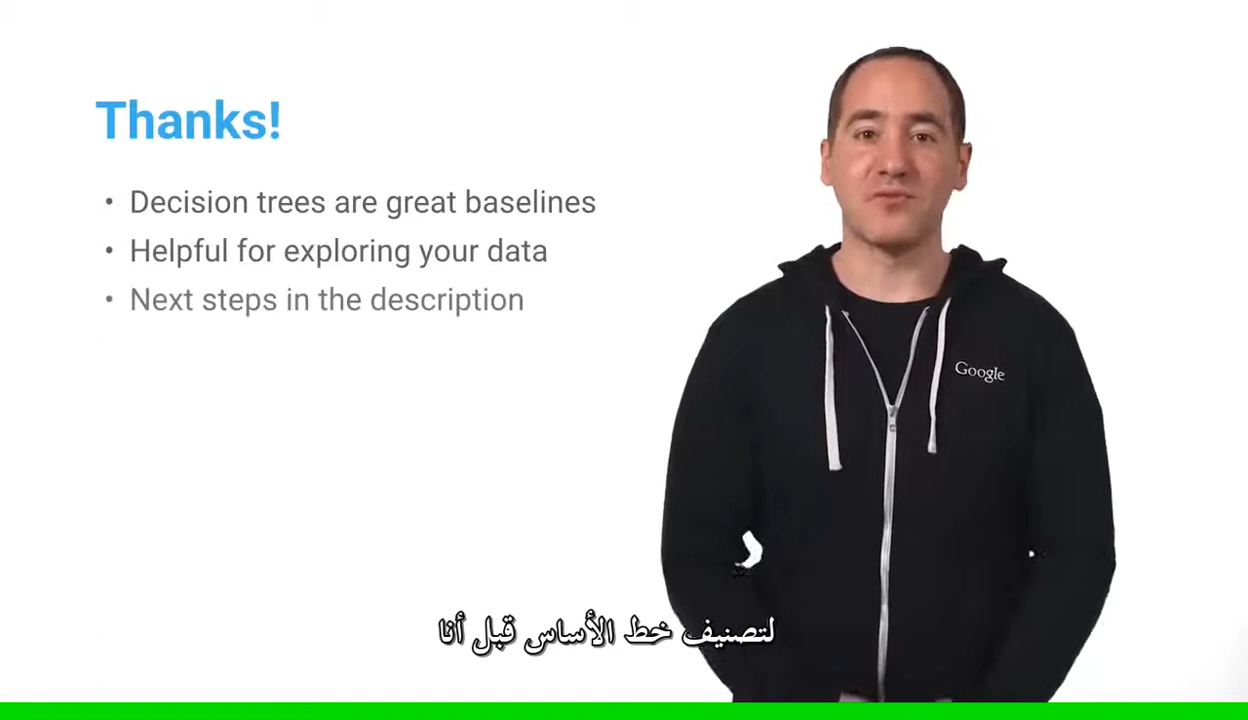 Thanks!
• Decision trees are great baselines
• Helpful for exploring your data
• Next steps in the description
Google
لتصنيف خط الأساس قبل أنا